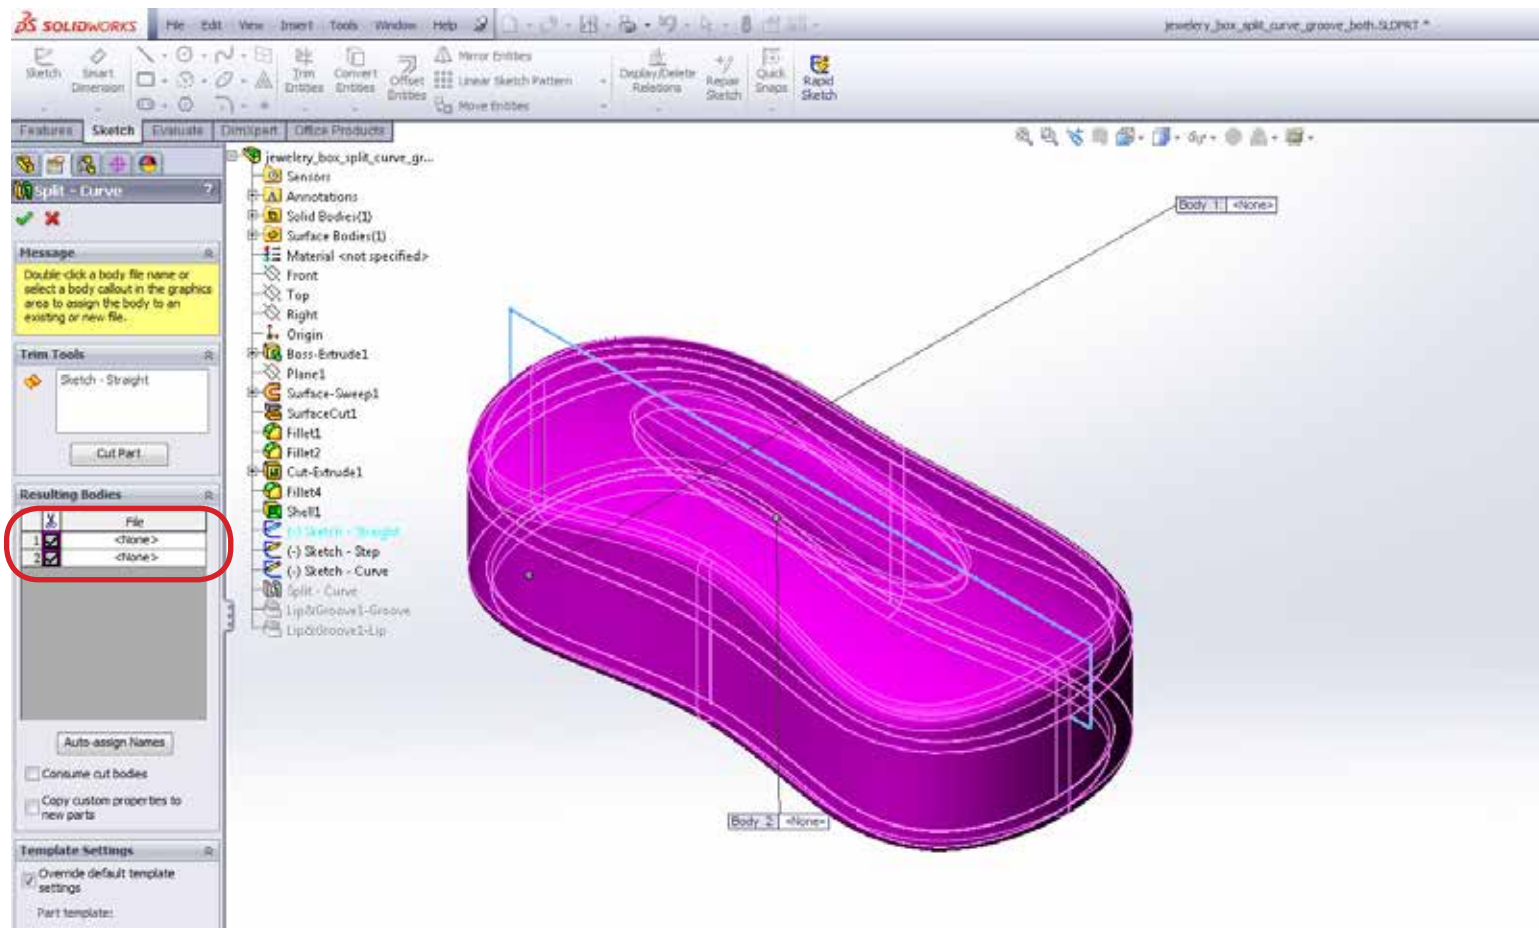 SOLIDWORKS File Edit View Insert Tools Window Help jewelery_box_split_curve_groove_both.SLDPRT *
Sketch
Smart Dimension
Trim Entities
Convert Entities
Offset Entities
Mirror Entities
Linear Sketch Pattern
Move Entities
Display/Delete Relations
Repair Sketch
Quick Snaps
Rapid Sketch
Features Sketch Evaluate DimXpert Office Products
Split - Curve ?
Message
Double-click a body file name or
select a body callout in the graphics
area to assign the body to an
existing or new file.
Trim Tools
Sketch - Straight
Cut Part
Resulting Bodies
File
1 <None>
2 <None>
Auto-assign Names
Consume cut bodies
Copy custom properties to
new parts
Template Settings
Override default template
settings
Part template:
jewelery_box_split_curve_gr...
Sensors
Annotations
Solid Bodies(1)
Surface Bodies(1)
Material <not specified>
Front
Top
Right
Origin
Boss-Extrude1
Plane1
Surface-Sweep1
SurfaceCut1
Fillet1
Fillet2
Cut-Extrude1
Fillet4
Shell1
(-) Sketch - Straight
(-) Sketch - Step
(-) Sketch - Curve
Split - Curve
Lip&Groove1-Groove
Lip&Groove2-Lip
Body 1: <None>
Body 2: <None>